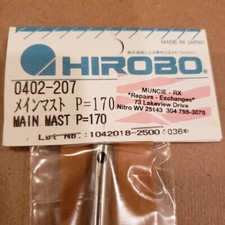 MADE IN JAPAN
HIROBO
0402-207
メインマスト P=170
MAIN MAST P=170
MUNCIE - RX
"Repairs - Exchanges"
73 Lakeview Drive
Nitro WV 25143 304 755-3075
Lot No.:1042018-2500 /036*